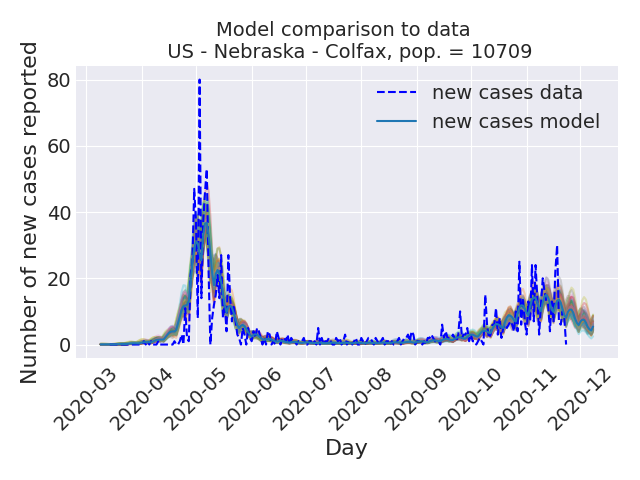 Model comparison to data
US - Nebraska - Colfax, pop. = 10709
Number of new cases reported
80
60
40
20
0
new cases data
new cases model
2020-03
2020-04
2020-05
2020-06
2020-07
2020-08
2020-09
2020-10
2020-11
2020-12
Day